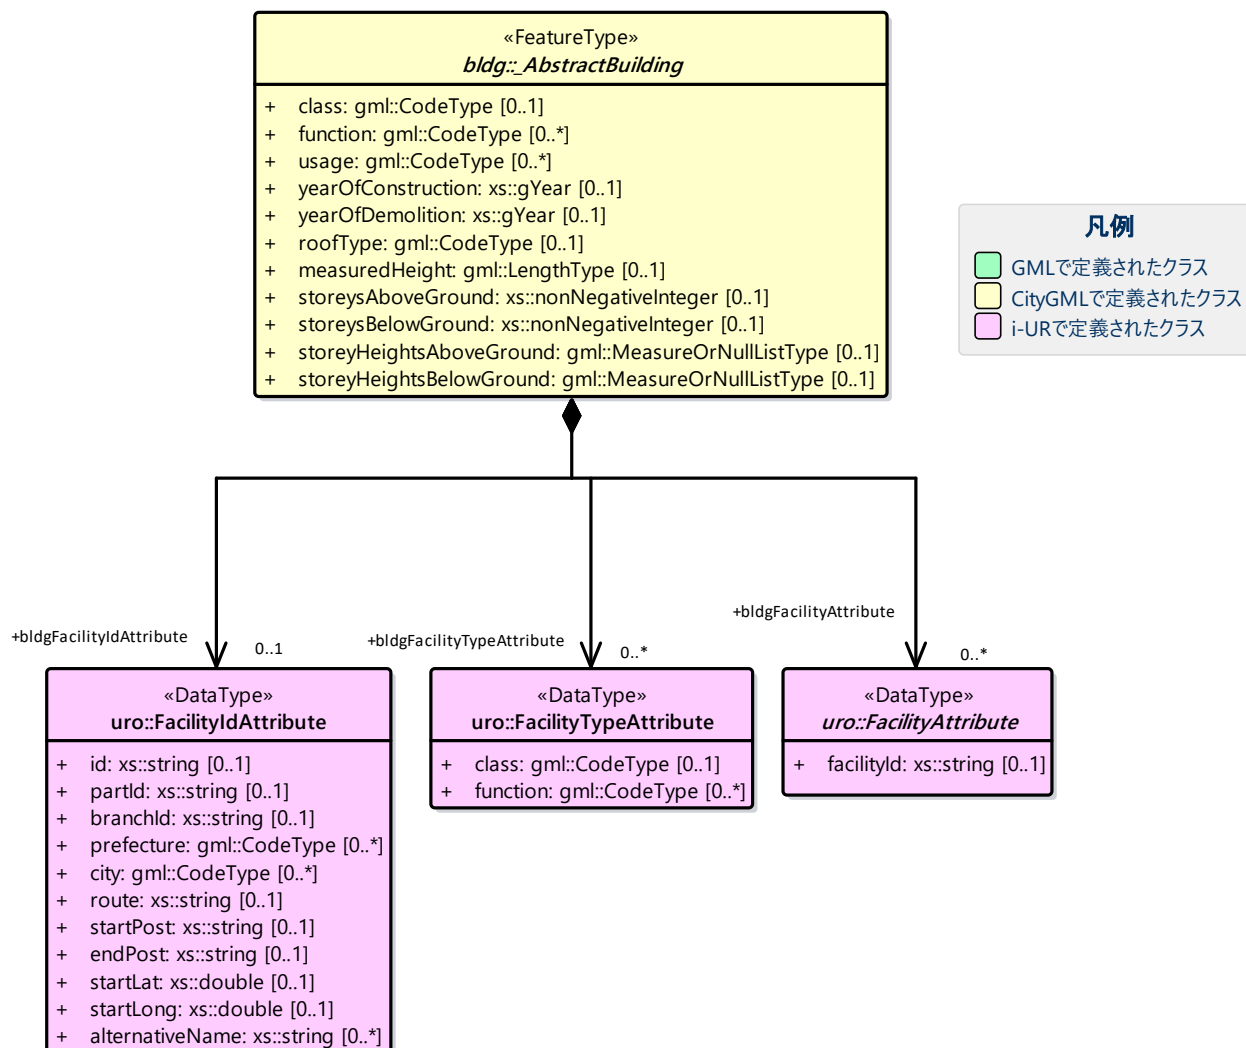 «FeatureType»
bldg::_AbstractBuilding
+ class: gml::CodeType [0..1]
+ function: gml::CodeType [0..*]
+ usage: gml::CodeType [0..*]
+ yearOfConstruction: xs::gYear [0..1]
+ yearOfDemolition: xs::gYear [0..1]
+ roofType: gml::CodeType [0..1]
+ measuredHeight: gml::LengthType [0..1]
+ storeysAboveGround: xs::nonNegativeInteger [0..1]
+ storeysBelowGround: xs::nonNegativeInteger [0..1]
+ storeyHeightsAboveGround: gml::MeasureOrNullListType [0..1]
+ storeyHeightsBelowGround: gml::MeasureOrNullListType [0..1]
凡例
GMLで定義されたクラス
CityGMLで定義されたクラス
i-URで定義されたクラス
+bldgFacilityIdAttribute
0..1
+bldgFacilityTypeAttribute
0..*
+bldgFacilityAttribute
0..*
«DataType»
uro::FacilityIdAttribute
+ id: xs::string [0..1]
+ partId: xs::string [0..1]
+ branchId: xs::string [0..1]
+ prefecture: gml::CodeType [0..*]
+ city: gml::CodeType [0..*]
+ route: xs::string [0..1]
+ startPost: xs::string [0..1]
+ endPost: xs::string [0..1]
+ startLat: xs::double [0..1]
+ startLong: xs::double [0..1]
+ alternativeName: xs::string [0..*]
«DataType»
uro::FacilityTypeAttribute
+ class: gml::CodeType [0..1]
+ function: gml::CodeType [0..*]
«DataType»
uro::FacilityAttribute
+ facilityId: xs::string [0..1]